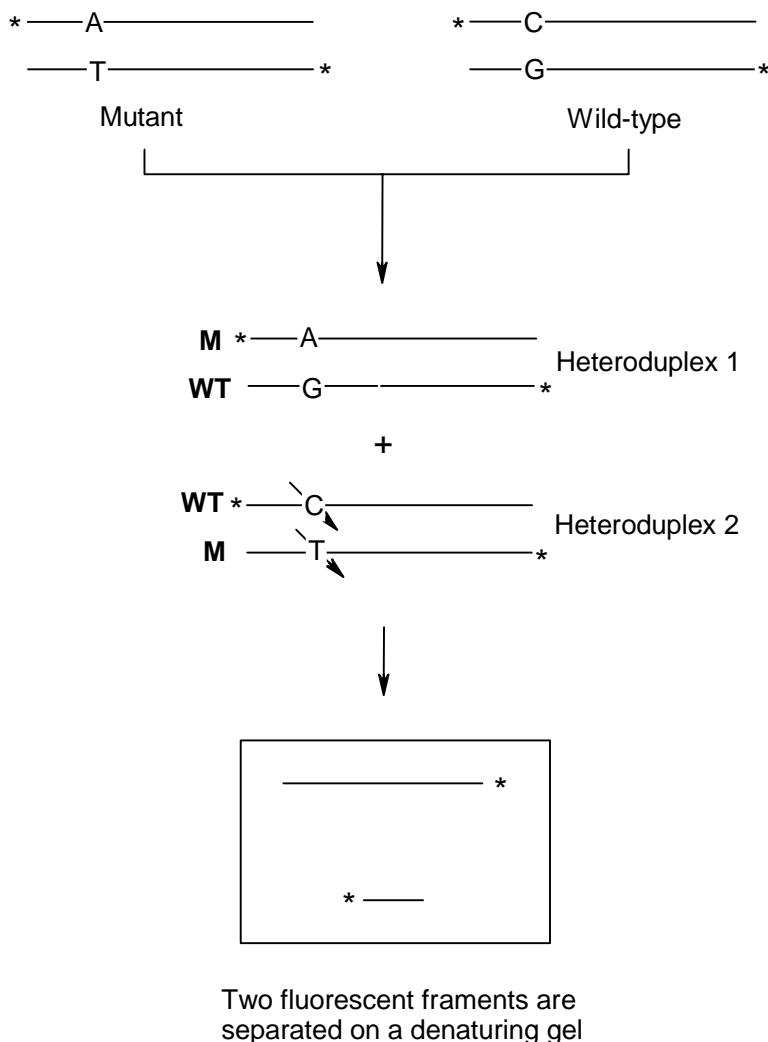 * A
T *
Mutant
* C
G *
Wild-type
M * A
WT G *
Heteroduplex 1
+
WT * C
M T *
Heteroduplex 2
*
*
Two fluorescent framents are
separated on a denaturing gel